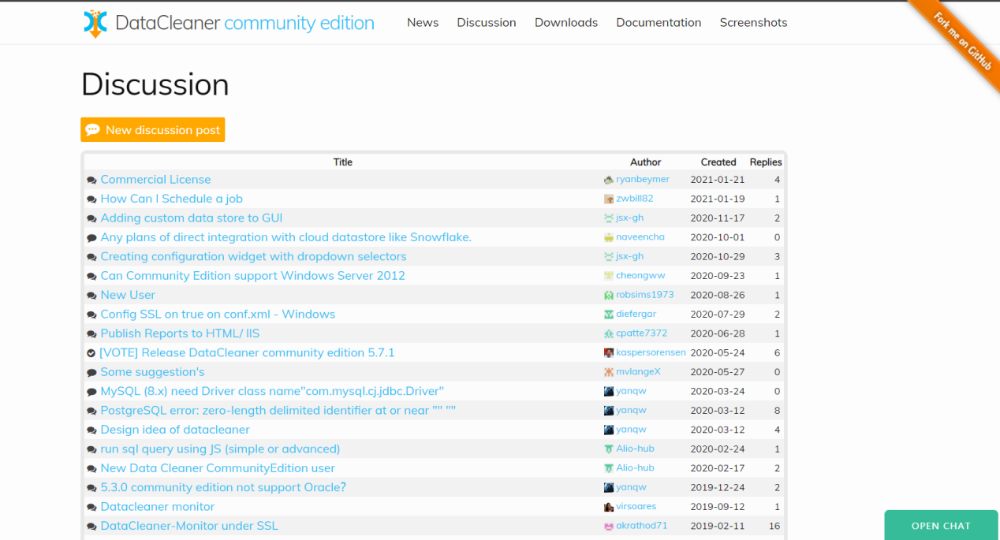 DataCleaner community edition News Discussion Downloads Documentation Screenshots
Fork me on GitHub
Discussion
New discussion post
Title Author Created Replies
Commercial License ryanbeymer 2021-01-21 4
How Can I Schedule a job zwbill82 2021-01-19 1
Adding custom data store to GUI jsx-gh 2020-11-17 2
Any plans of direct integration with cloud datastore like Snowflake. naveencha 2020-10-01 0
Creating configuration widget with dropdown selectors jsx-gh 2020-10-29 3
Can Community Edition support Windows Server 2012 cheongww 2020-09-23 1
New User robsims1973 2020-08-26 1
Config SSL on true on conf.xml - Windows diefergar 2020-07-29 2
Publish Reports to HTML/ IIS cpatte7372 2020-06-28 1
[VOTE] Release DataCleaner community edition 5.7.1 kaspersorensen 2020-05-24 6
Some suggestion's mvlangeX 2020-05-27 0
MySQL (8.x) need Driver class name"com.mysql.cj.jdbc.Driver" yanqw 2020-03-24 0
PostgreSQL error: zero-length delimited identifier at or near """ """ yanqw 2020-03-12 8
Design idea of datacleaner yanqw 2020-03-12 4
run sql query using JS (simple or advanced) Alio-hub 2020-02-24 1
New Data Cleaner CommunityEdition user Alio-hub 2020-02-17 2
5.3.0 community edition not support Oracle? yanqw 2019-12-24 2
Datacleaner monitor virsoares 2019-09-12 1
DataCleaner-Monitor under SSL akrathod71 2019-02-11 16
OPEN CHAT